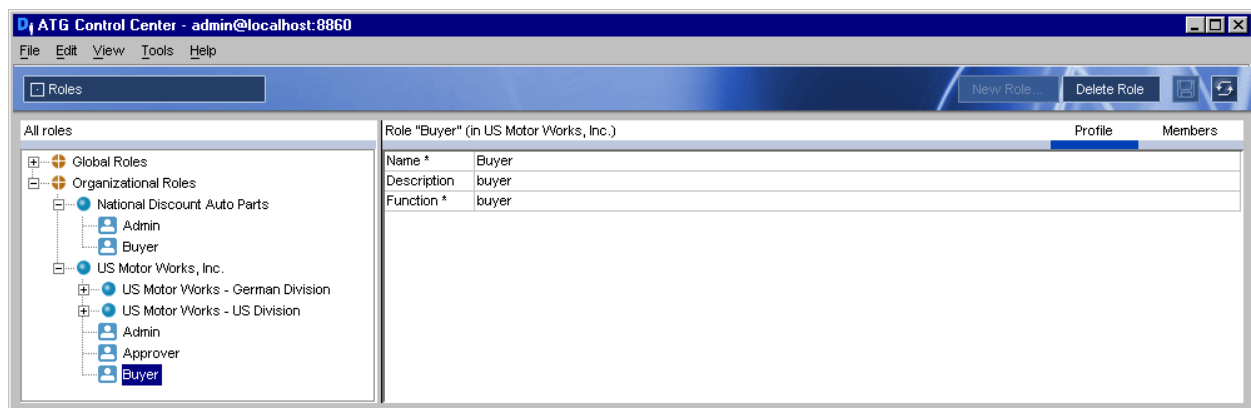 ATG Control Center - admin@localhost:8860
File Edit View Tools Help
Roles New Role... Delete Role
All roles
Role "Buyer" (in US Motor Works, Inc.) Profile Members
Global Roles
Organizational Roles
National Discount Auto Parts
Admin
Buyer
US Motor Works, Inc.
US Motor Works - German Division
US Motor Works - US Division
Admin
Approver
Buyer
Name * Buyer
Description buyer
Function * buyer